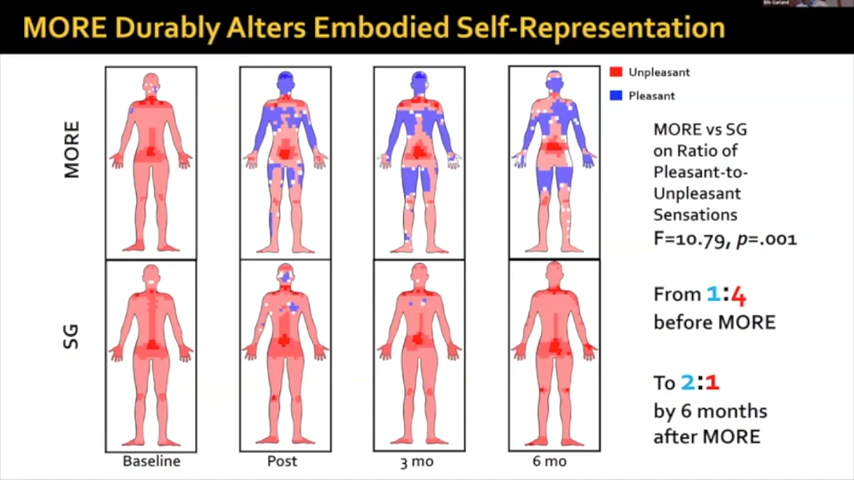 Eric Garland
MORE Durably Alters Embodied Self-Representation
Unpleasant
Pleasant
MORE
MORE vs SG
on Ratio of
Pleasant-to-
Unpleasant
Sensations
F=10.79, p=.001
SG
From 1:4
before MORE
To 2:1
by 6 months
after MORE
Baseline
Post
3 mo
6 mo